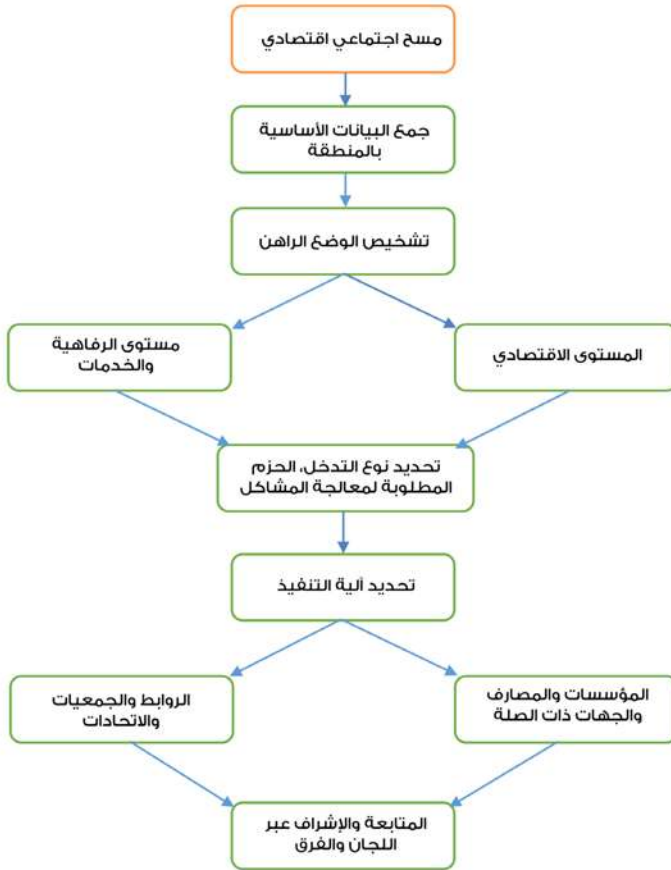 مسح اجتماعي اقتصادي
جمع البيانات الأساسية
بالمنطقة
تشخيص الوضع الراهن
المستوى الاقتصادي
مستوى الرفاهية
والخدمات
تحديد نوع التدخل، الحزم
المطلوبة لمعالجة المشاكل
تحديد آلية التنفيذ
المؤسسات والمصارف
والجهات ذات الصلة
الروابط والجمعيات
والاتحادات
المتابعة والإشراف عبر
اللجان والفرق